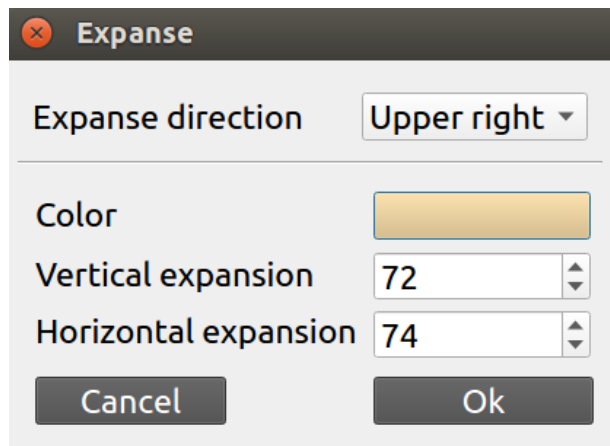 Expanse
Expanse direction Upper right
Color
Vertical expansion 72
Horizontal expansion 74
Cancel Ok